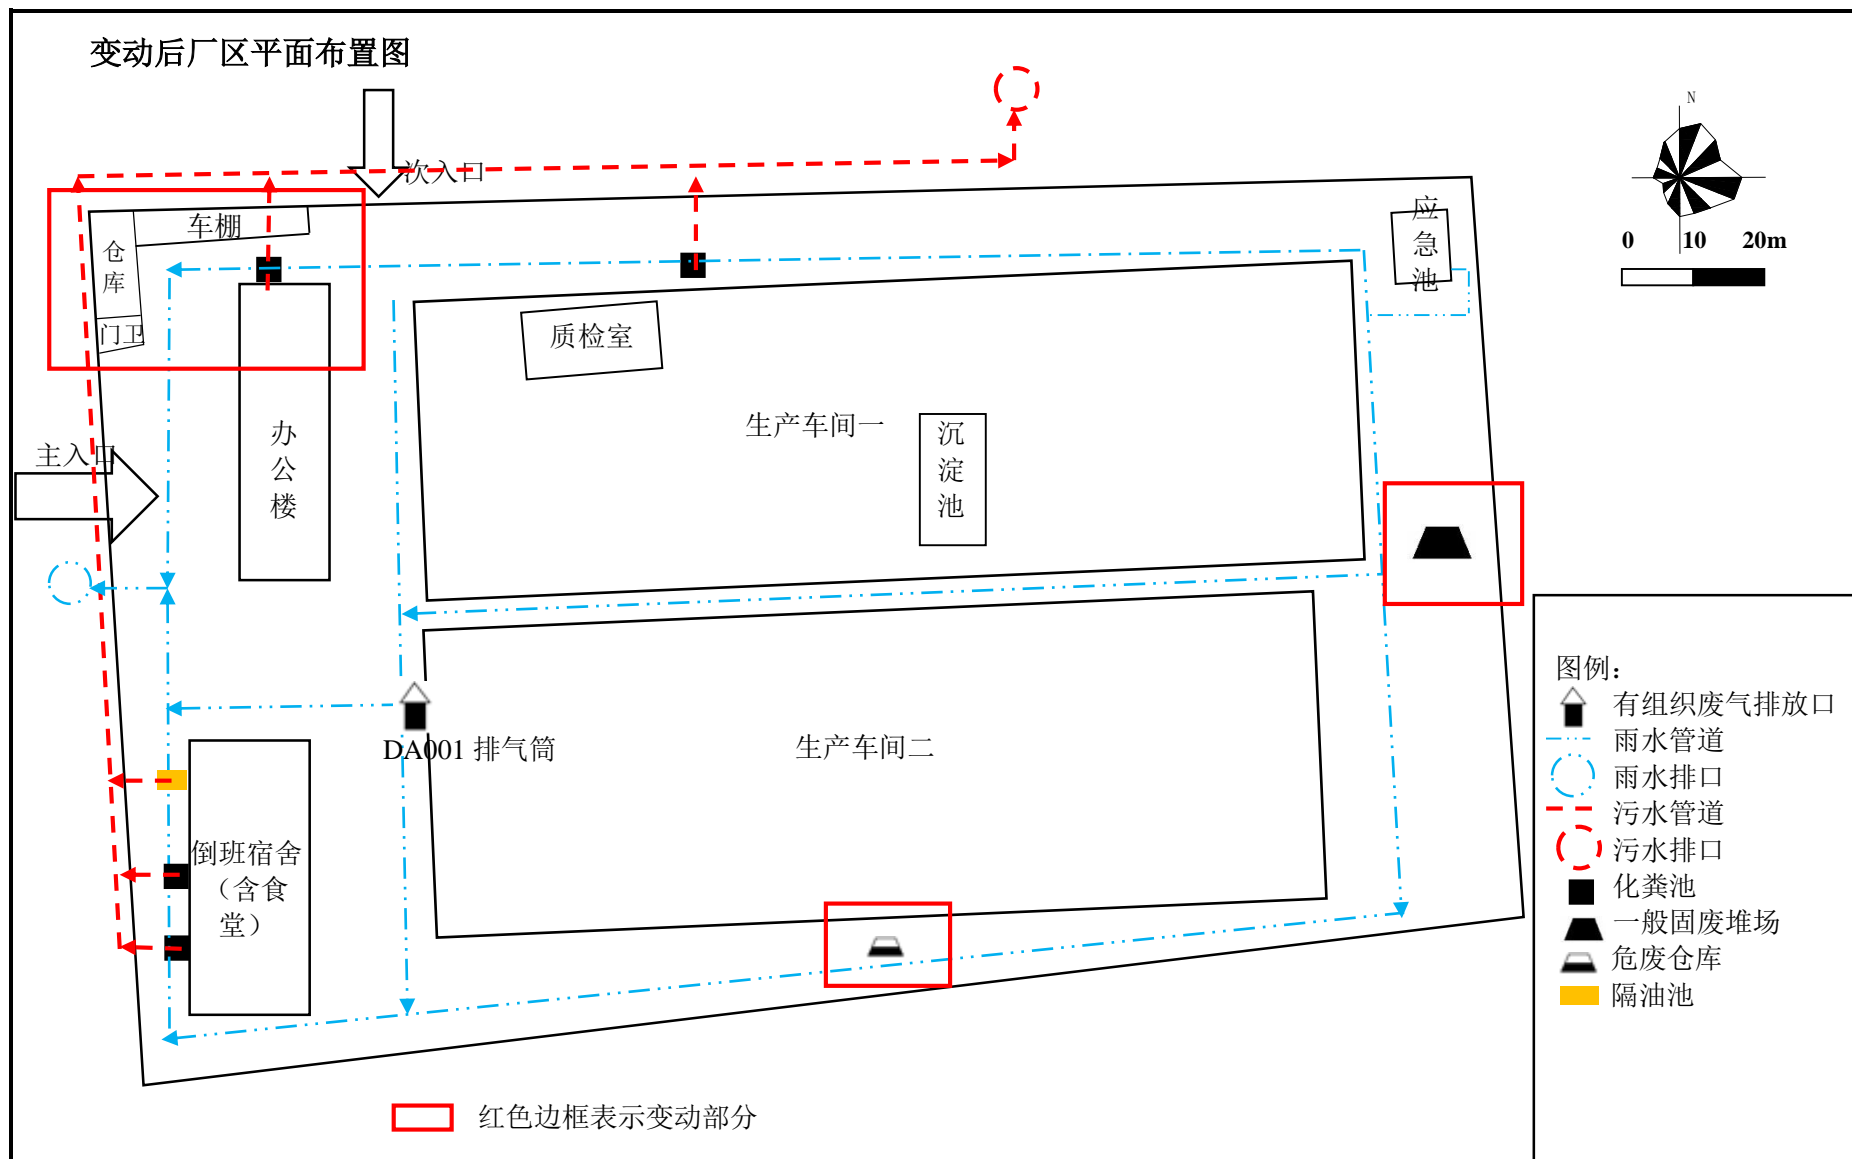 变动后厂区平面布置图
N
次入口
车棚
仓
库
门卫
应
急
池
0 10 20m
质检室
办
公
楼
生产车间一
沉
淀
池
主入口
DA001 排气筒
生产车间二
倒班宿舍
（含食
堂）
图例：
有组织废气排放口
雨水管道
雨水排口
污水管道
污水排口
化粪池
一般固废堆场
危废仓库
隔油池
红色边框表示变动部分